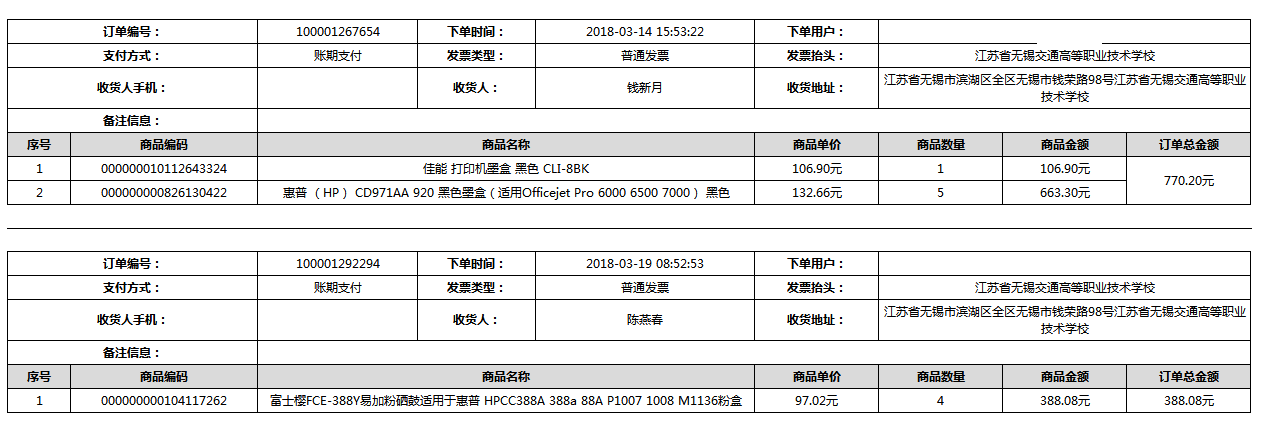 订单编号： 100001267654 下单时间： 2018-03-14 15:53:22 下单用户：
支付方式： 账期支付 发票类型： 普通发票 发票抬头： 江苏省无锡交通高等职业技术学校
收货人手机： 收货人： 钱新月 收货地址： 江苏省无锡市滨湖区全区无锡市钱荣路98号江苏省无锡交通高等职业
技术学校
备注信息：
序号 商品编码 商品名称 商品单价 商品数量 商品金额 订单总金额
1 000000010112643324 佳能 打印机墨盒 黑色 CLI-8BK 106.90元 1 106.90元 770.20元
2 000000000826130422 惠普 （ HP ） CD971AA 920 黑色墨盒 ( 适用Officejet Pro 6000 6500 7000 ） 黑色 132.66元 5 663.30元
订单编号： 100001292294 下单时间： 2018-03-19 08:52:53 下单用户：
支付方式： 账期支付 发票类型： 普通发票 发票抬头： 江苏省无锡交通高等职业技术学校
收货人手机： 收货人： 陈燕春 收货地址： 江苏省无锡市滨湖区全区无锡市钱荣路98号江苏省无锡交通高等职业
技术学校
备注信息：
序号 商品编码 商品名称 商品单价 商品数量 商品金额 订单总金额
1 000000000104117262 富士樱FCE-388Y易加粉硒鼓适用于惠普 HPCC388A 388a 88A P1007 1008 M1136粉盒 97.02元 4 388.08元 388.08元